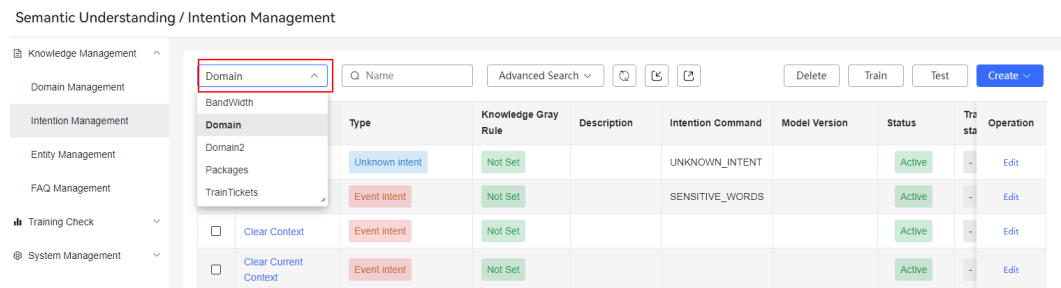 Semantic Understanding / Intention Management
Knowledge Management
Domain Management
Intention Management
Entity Management
FAQ Management
Training Check
System Management
Domain
Name
Advanced Search
Delete
Train
Test
Create
BandWidth
Domain
Domain2
Packages
TrainTickets
Type
Knowledge Gray
Rule
Description
Intention Command
Model Version
Status
Tra
sta
Operation
Unknown intent
Not Set
UNKNOWN_INTENT
Active
-
Edit
Event intent
Not Set
SENSITIVE_WORDS
Active
-
Edit
Clear Context
Event intent
Not Set
Active
-
Edit
Clear Current
Context
Event intent
Not Set
Active
-
Edit